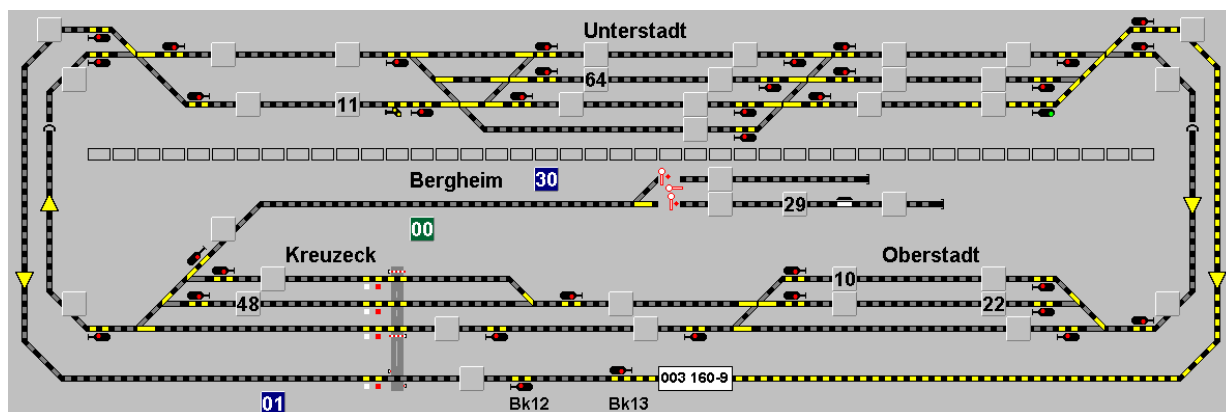 Unterstadt
64
11
Bergheim 30
29
00
Kreuzeck Oberstadt
10
48 22
003 160-9
01 Bk12 Bk13